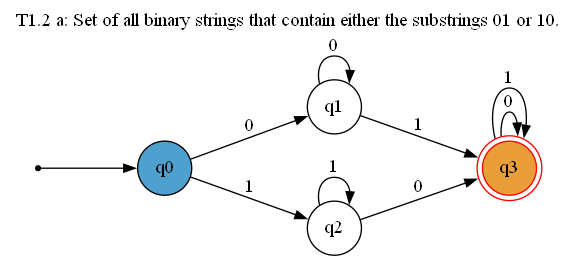 T1.2 a: Set of all binary strings that contain either the substrings 01 or 10.
0
1
q1
0
0
1
q0
1
q3
1
0
q2